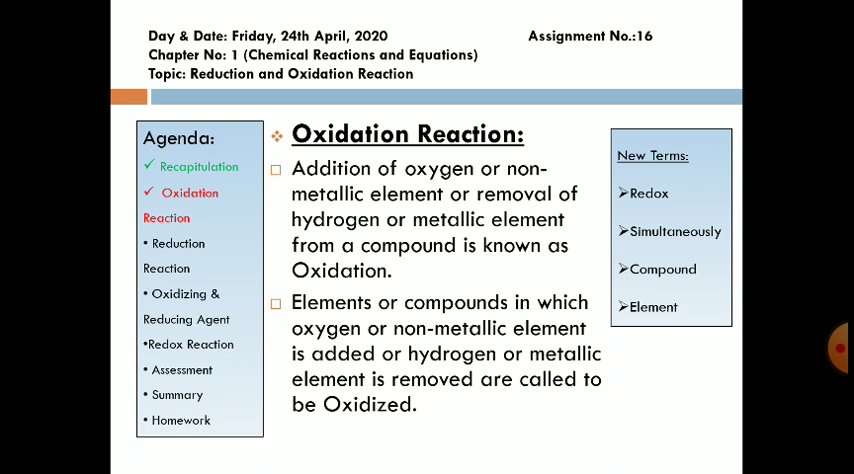 Day & Date: Friday, 24th April, 2020
Assignment No.:16
Chapter No: 1 (Chemical Reactions and Equations)
Topic: Reduction and Oxidation Reaction
Agenda:
✓ Recapitulation
✓ Oxidation
Reaction
• Reduction
Reaction
• Oxidizing &
Reducing Agent
•Redox Reaction
• Assessment
• Summary
• Homework
❖ Oxidation Reaction:
□ Addition of oxygen or non-
metallic element or removal of
hydrogen or metallic element
from a compound is known as
Oxidation.
□ Elements or compounds in which
oxygen or non-metallic element
is added or hydrogen or metallic
element is removed are called to
be Oxidized.
New Terms:
➢Redox
➢Simultaneously
➢Compound
➢Element